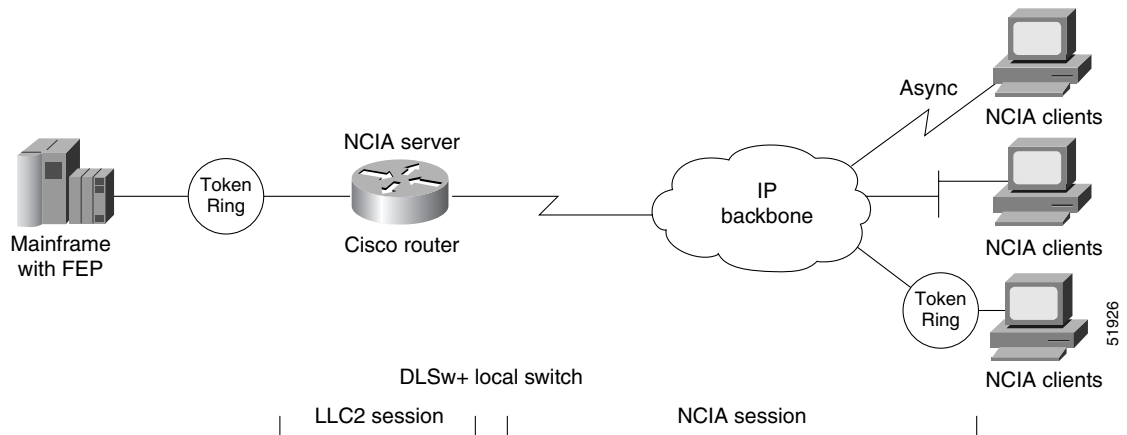 Async
NCIA clients
NCIA server
Token
Ring
IP
backbone
Mainframe
with FEP
Cisco router
NCIA clients
Token
Ring
51926
NCIA clients
DLSw+ local switch
LLC2 session
NCIA session